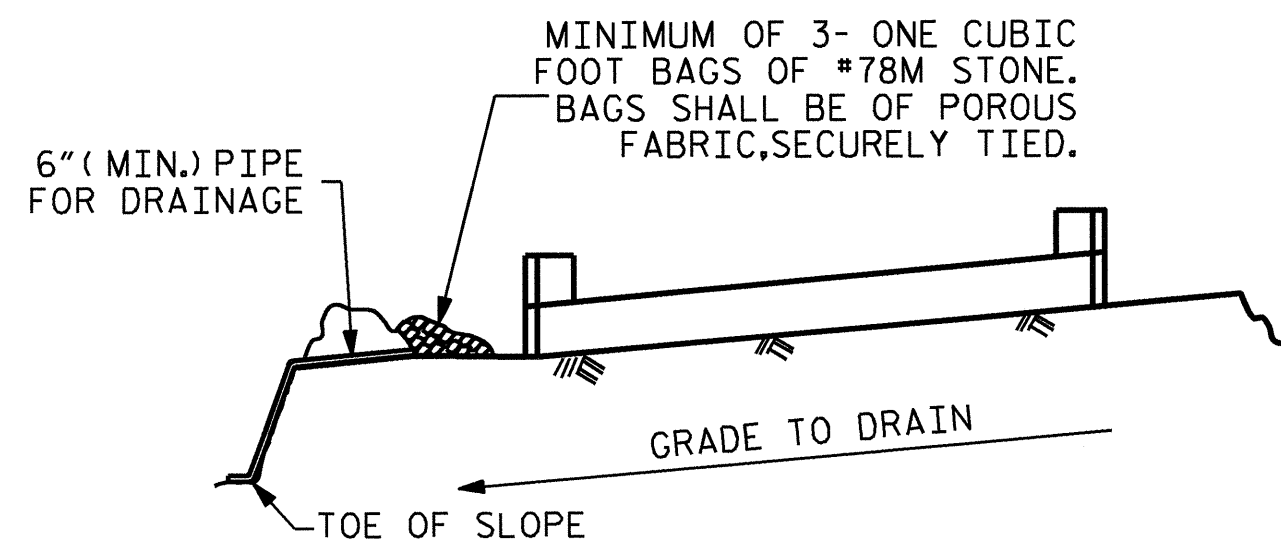 MINIMUM OF 3- ONE CUBIC
FOOT BAGS OF #78M STONE.
BAGS SHALL BE OF POROUS
FABRIC,SECURELY TIED.
6"(MIN.) PIPE
FOR DRAINAGE
GRADE TO DRAIN
TOE OF SLOPE